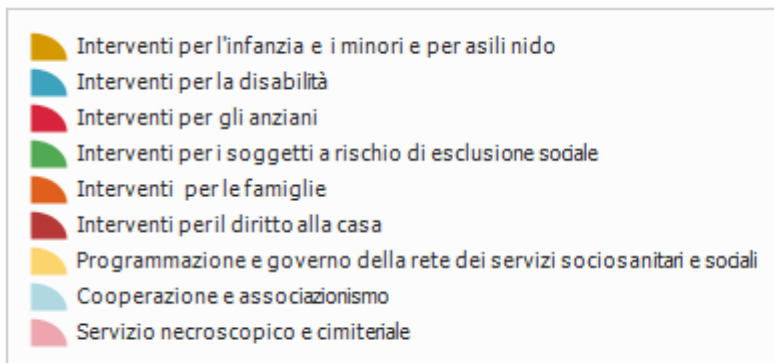 Interventi per l'infanzia e i minori e per asili nido
Interventi per la disabilità
Interventi per gli anziani
Interventi per i soggetti a rischio di esclusione sociale
Interventi per le famiglie
Interventi per il diritto alla casa
Programmazione e governo della rete dei servizi sociosanitari e sociali
Cooperazione e associazionismo
Servizio necroscopico e cimiteriale